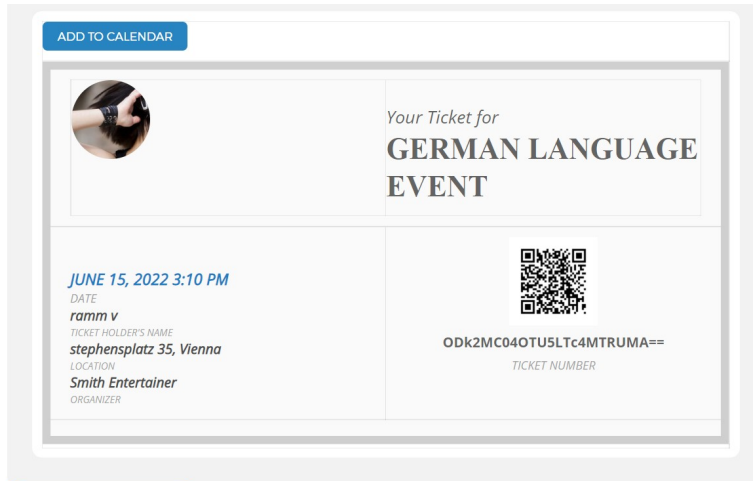 ADD TO CALENDAR
Your Ticket for
GERMAN LANGUAGE
EVENT
JUNE 15, 2022 3:10 PM
DATE
ramm v
TICKET HOLDER'S NAME
stephensplatz 35, Vienna
LOCATION
Smith Entertainer
ORGANIZER
ODk2MC04OTU5LTc4MTRUMA==
TICKET NUMBER